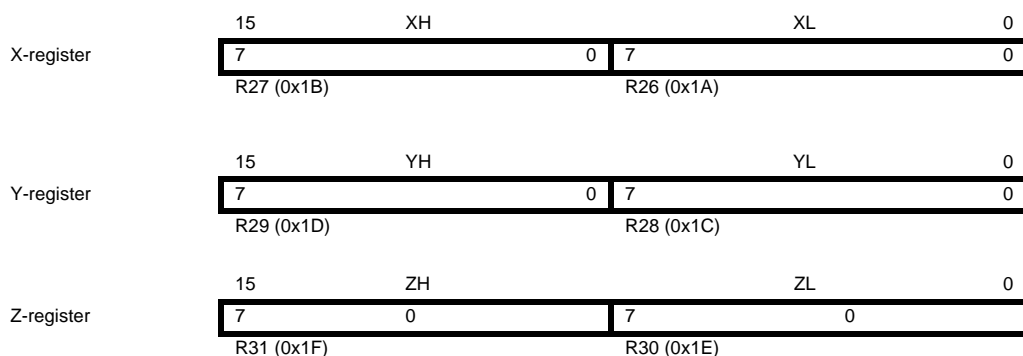 15 XH XL 0
X-register 7 0 7 0
R27 (0x1B) R26 (0x1A)
15 YH YL 0
Y-register 7 0 7 0
R29 (0x1D) R28 (0x1C)
15 ZH ZL 0
Z-register 7 0 7 0
R31 (0x1F) R30 (0x1E)